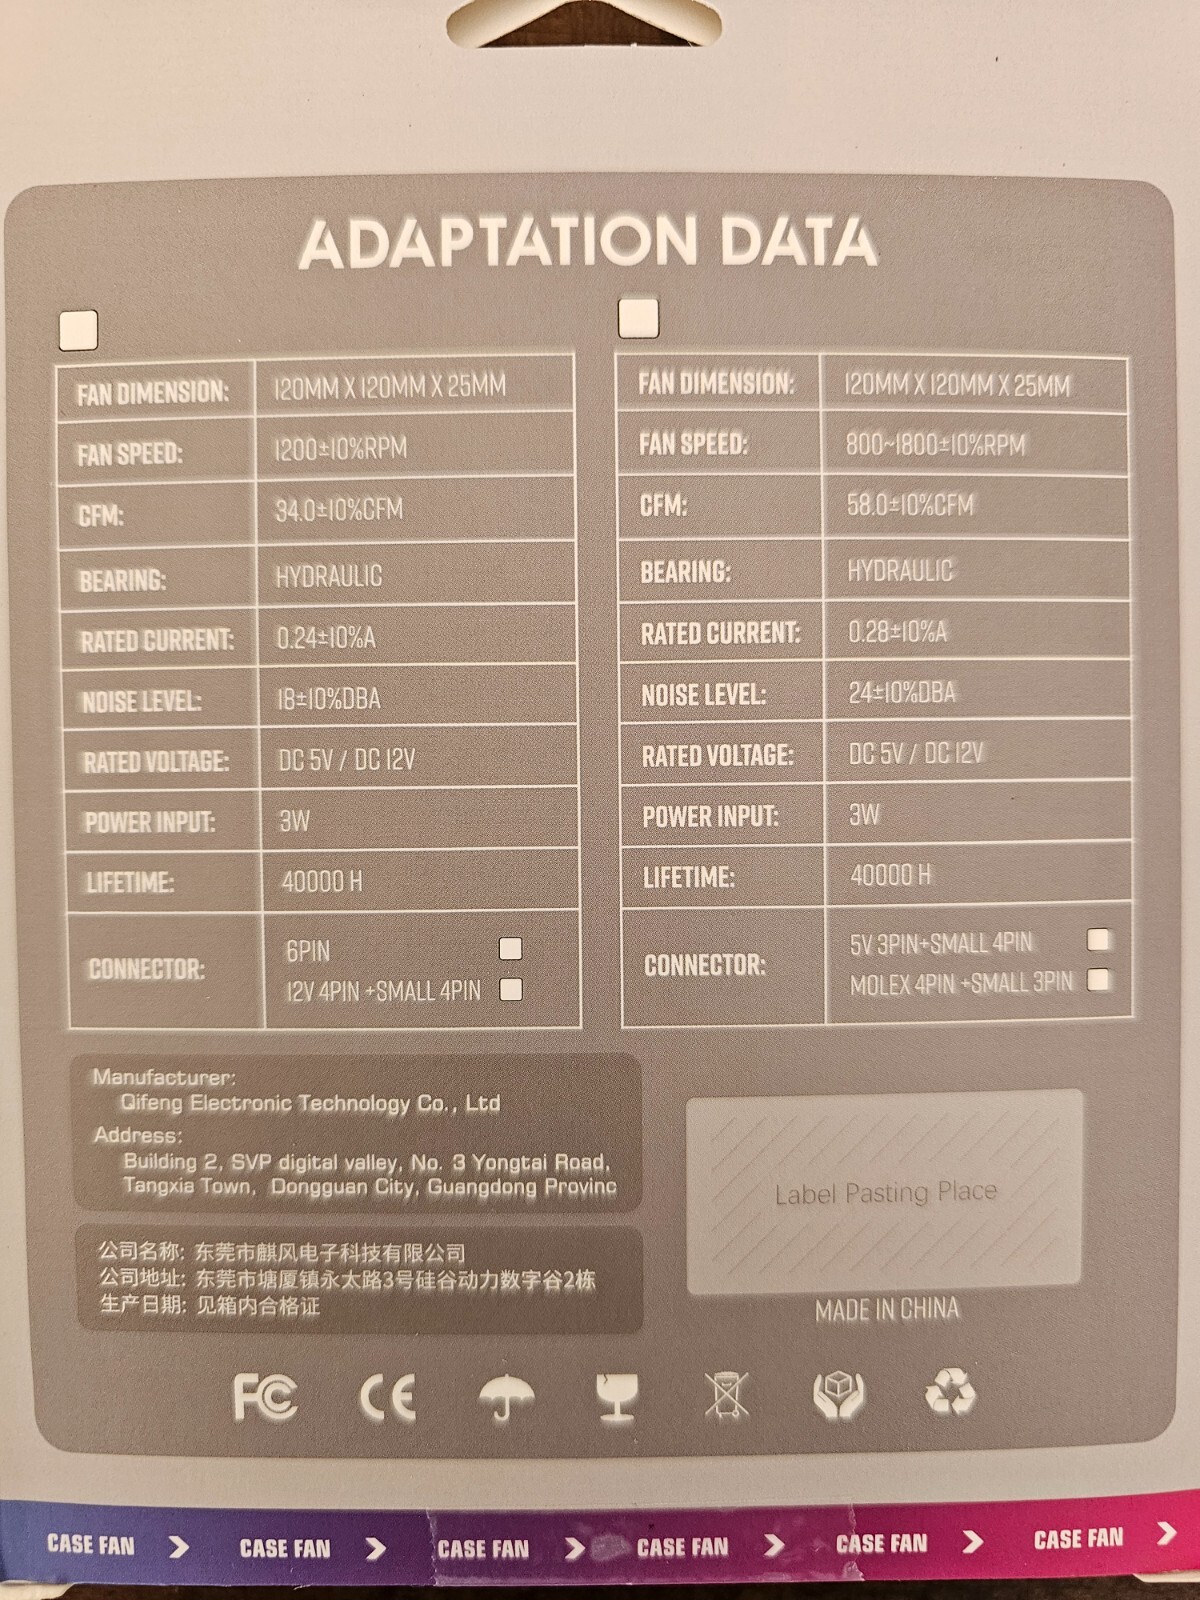 ADAPTATION DATA
FAN DIMENSION: 120MM X 120MM X 25MM
FAN SPEED: 1200±10%RPM
CFM: 34.0±10%CFM
BEARING: HYDRAULIC
RATED CURRENT: 0.24±10%A
NOISE LEVEL: 18±10%DBA
RATED VOLTAGE: DC 5V / DC 12V
POWER INPUT: 3W
LIFETIME: 40000 H
CONNECTOR:
6PIN
12V 4PIN +SMALL 4PIN
FAN DIMENSION: 120MM X 120MM X 25MM
FAN SPEED: 800~1800±10%RPM
CFM: 58.0±10%CFM
BEARING: HYDRAULIC
RATED CURRENT: 0.28±10%A
NOISE LEVEL: 24±10%DBA
RATED VOLTAGE: DC 5V / DC 12V
POWER INPUT: 3W
LIFETIME: 40000 H
CONNECTOR:
5V 3PIN+SMALL 4PIN
MOLEX 4PIN +SMALL 3PIN
Manufacturer:
Qifeng Electronic Technology Co., Ltd
Address:
Building 2, SVP digital valley, No. 3 Yongtai Road,
Tangxia Town, Dongguan City, Guangdong Provinc
公司名称: 东莞市麒风电子科技有限公司
公司地址: 东莞市塘厦镇永太路3号硅谷动力数字谷2栋
生产日期: 见箱内合格证
Label Pasting Place
MADE IN CHINA
FC CE
CASE FAN CASE FAN CASE FAN CASE FAN CASE FAN CASE FAN